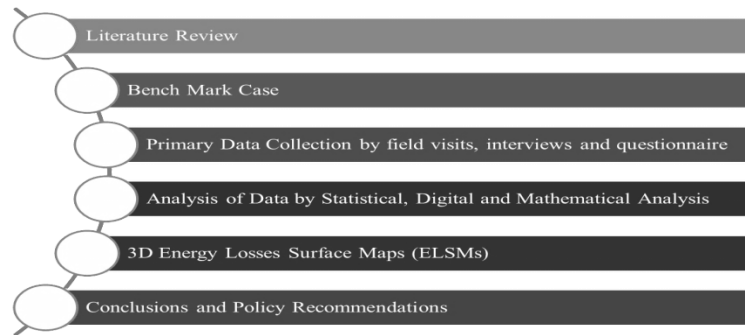 Literature Review
Bench Mark Case
Primary Data Collection by field visits, interviews and questionnaire
Analysis of Data by Statistical, Digital and Mathematical Analysis
3D Energy Losses Surface Maps (ELSMs)
Conclusions and Policy Recommendations